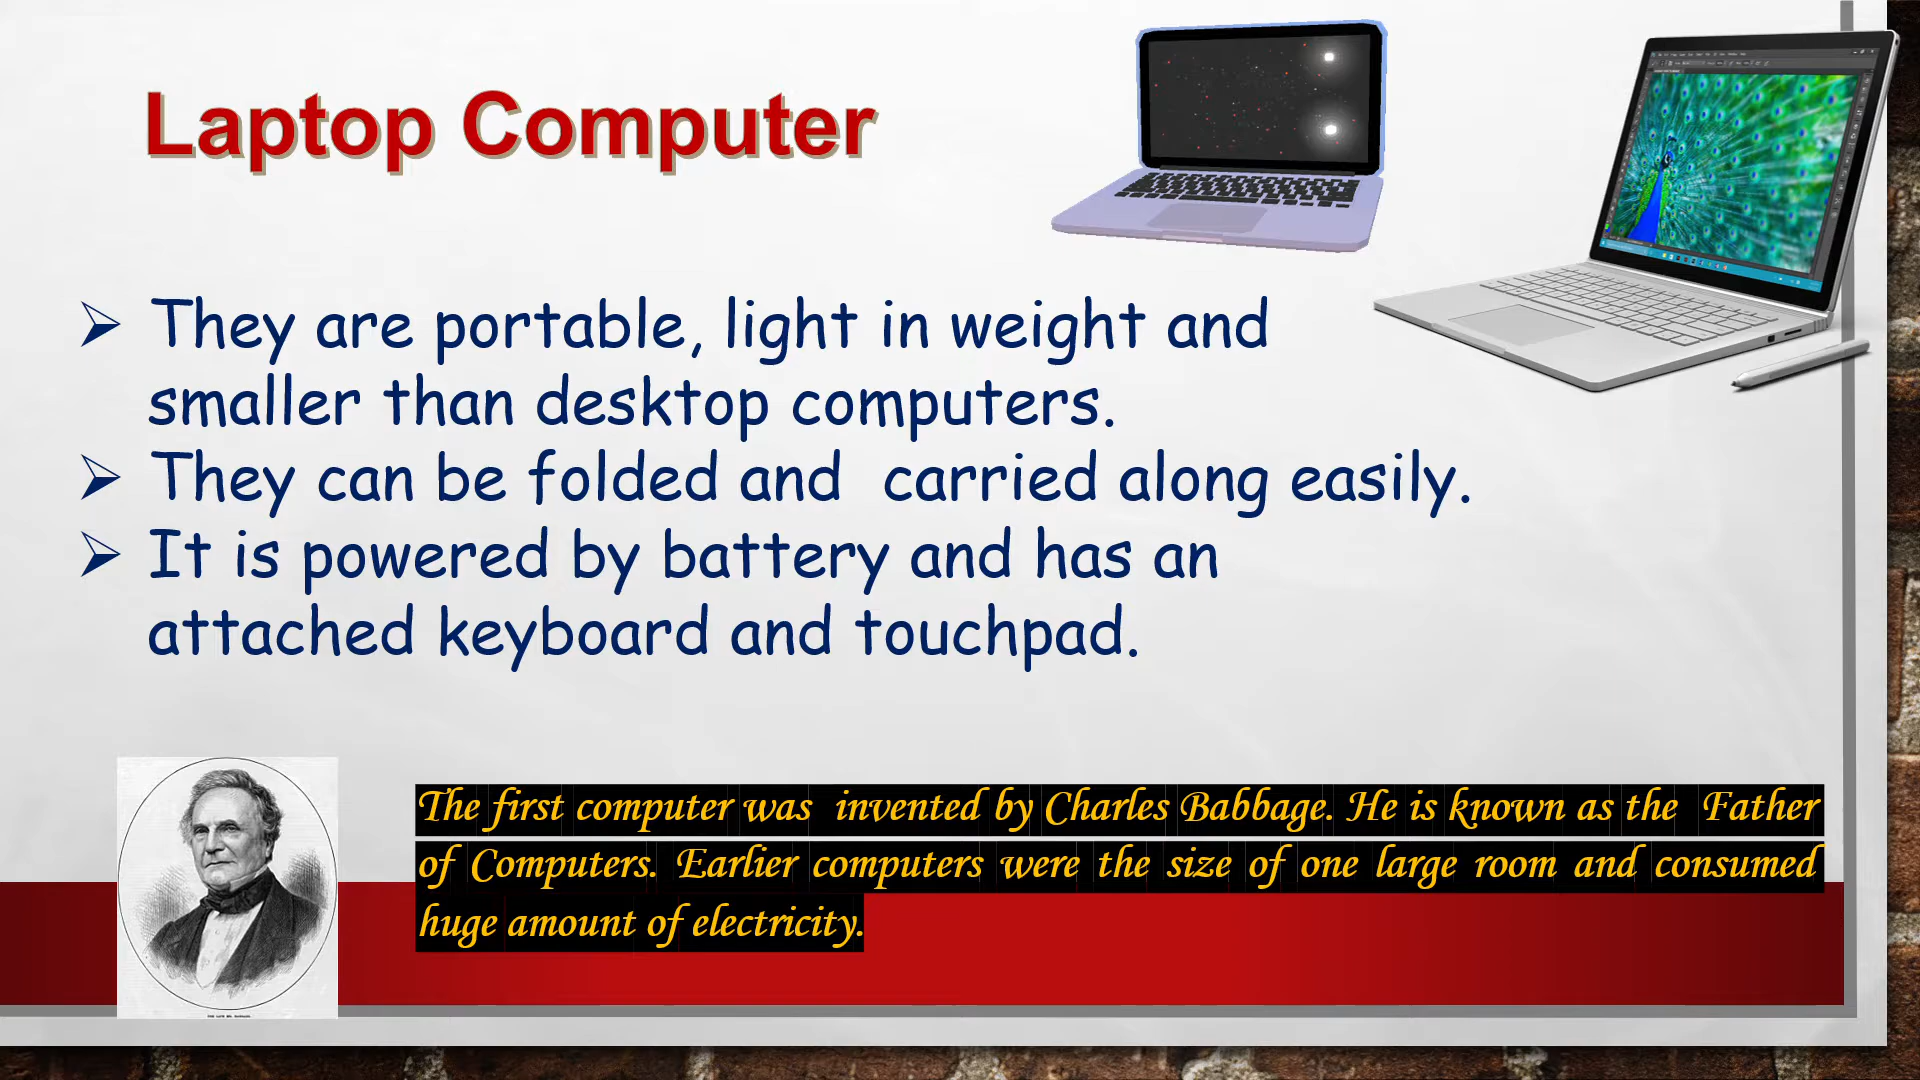 Laptop Computer
They are portable, light in weight and
smaller than desktop computers.
They can be folded and carried along easily.
It is powered by battery and has an
attached keyboard and touchpad.
The first computer was invented by Charles Babbage. He is known as the Father
of Computers. Earlier computers were the size of one large room and consumed
huge amount of electricity.